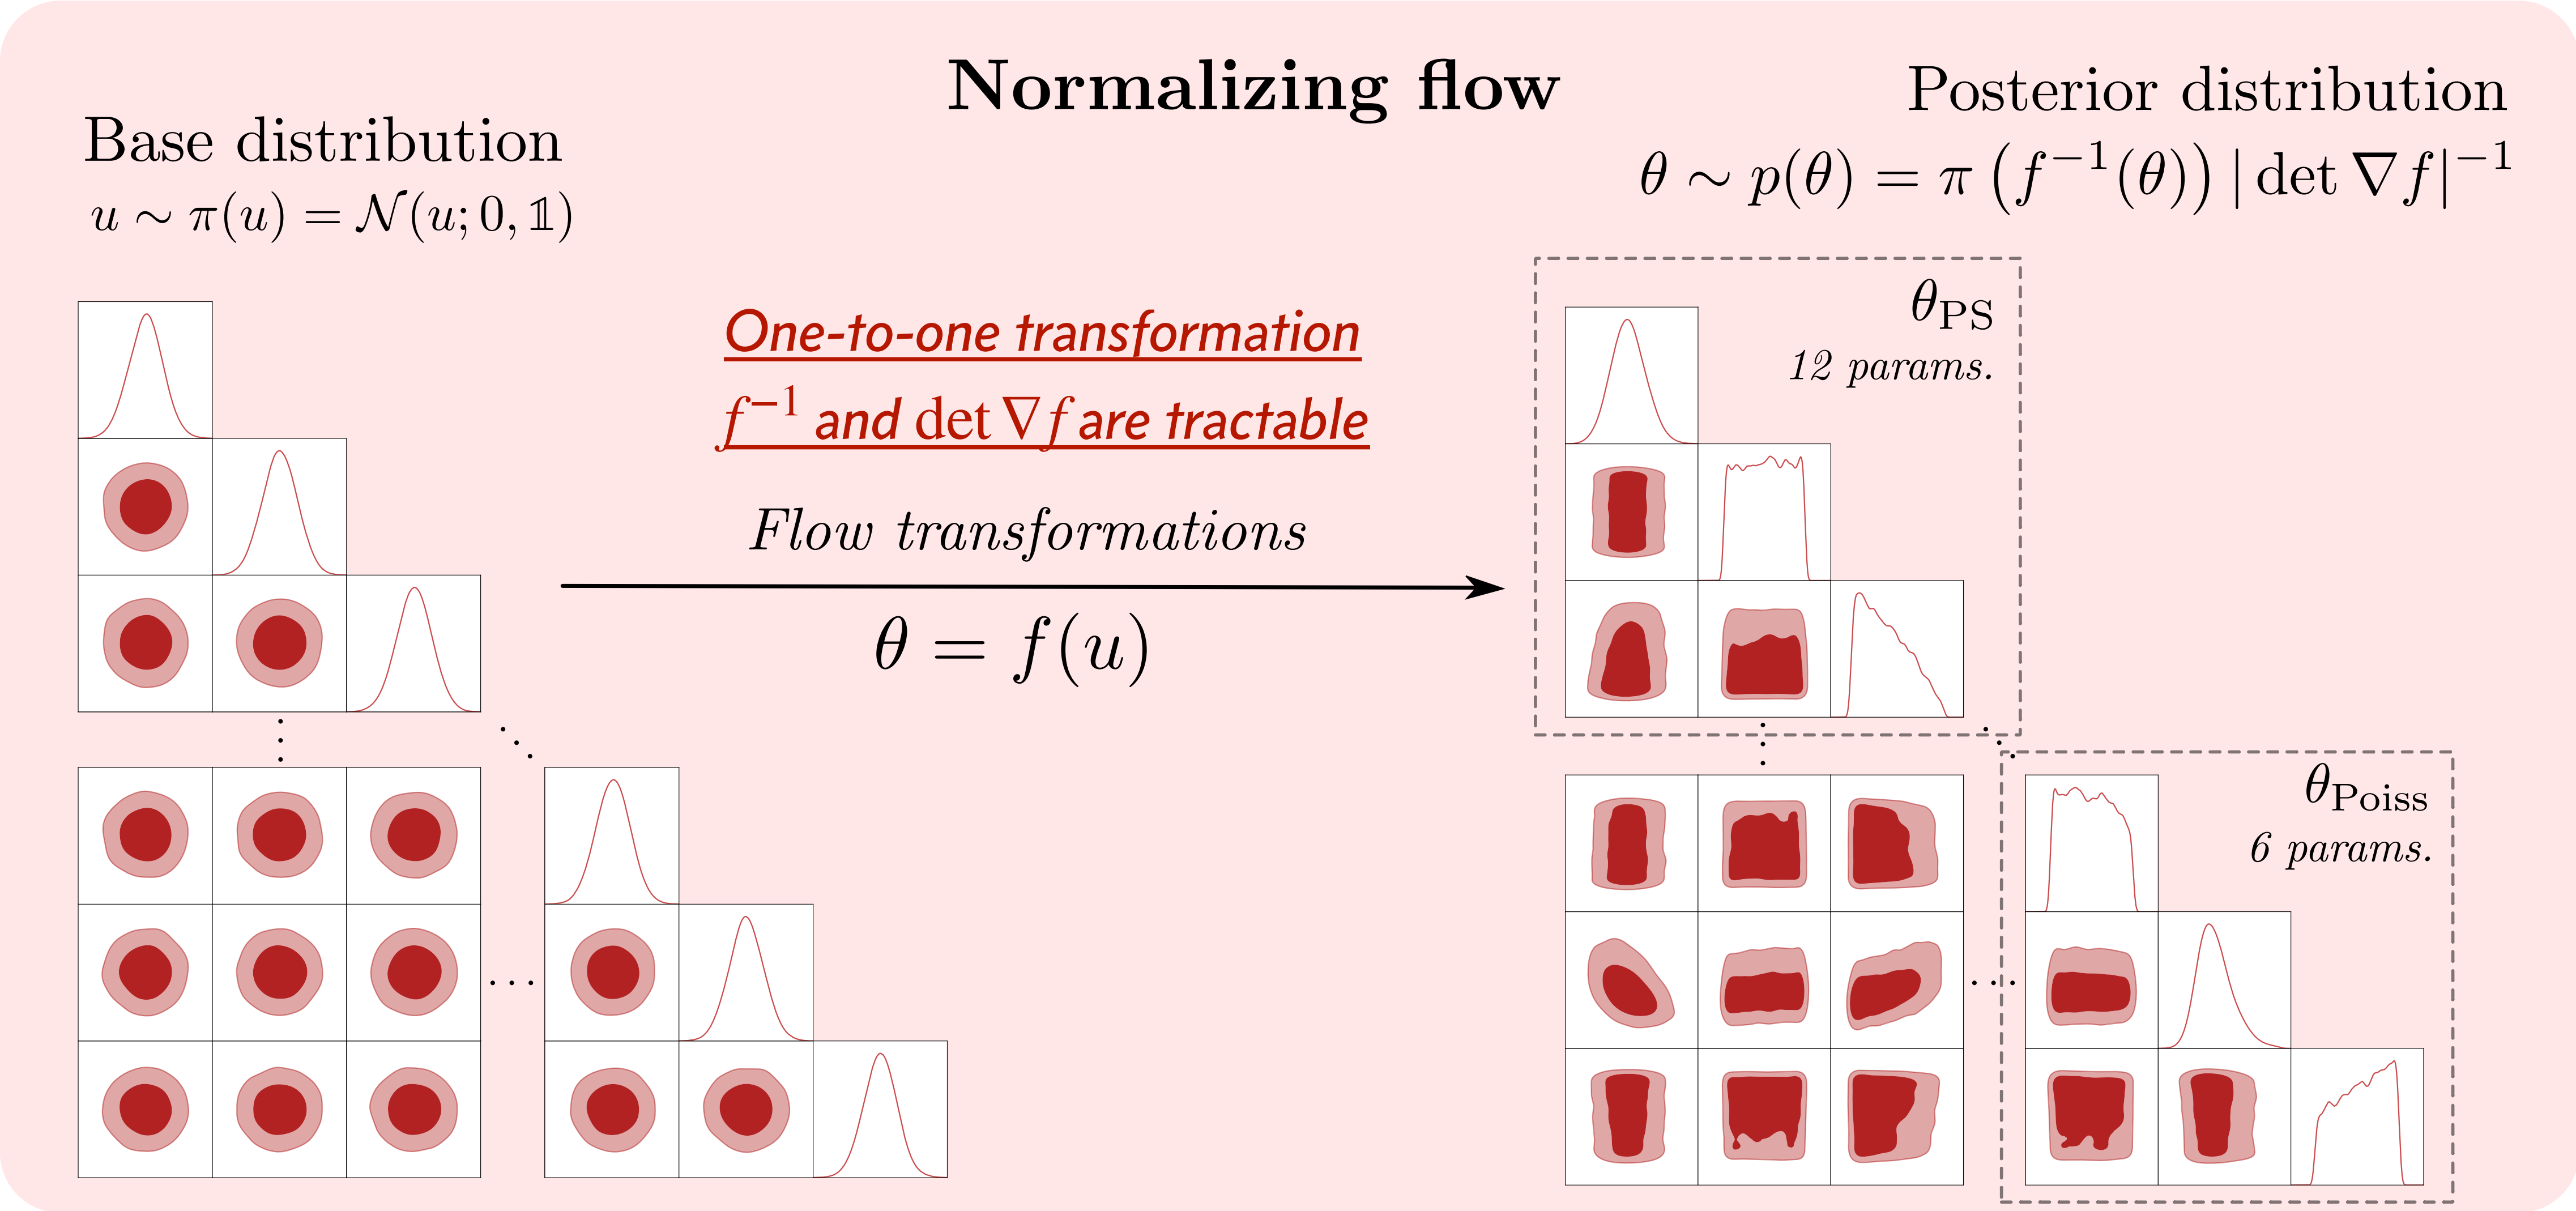 Normalizing flow
Base distribution
u ∼ π(u) = 𝒩(u; 0, 𝟙)
Posterior distribution
θ ∼ p(θ) = π (f⁻¹(θ)) | det ∇f|⁻¹
One-to-one transformation
f⁻¹ and det ∇f are tractable
Flow transformations
θ = f(u)
θ_PS
12 params.
θ_Poiss
6 params.